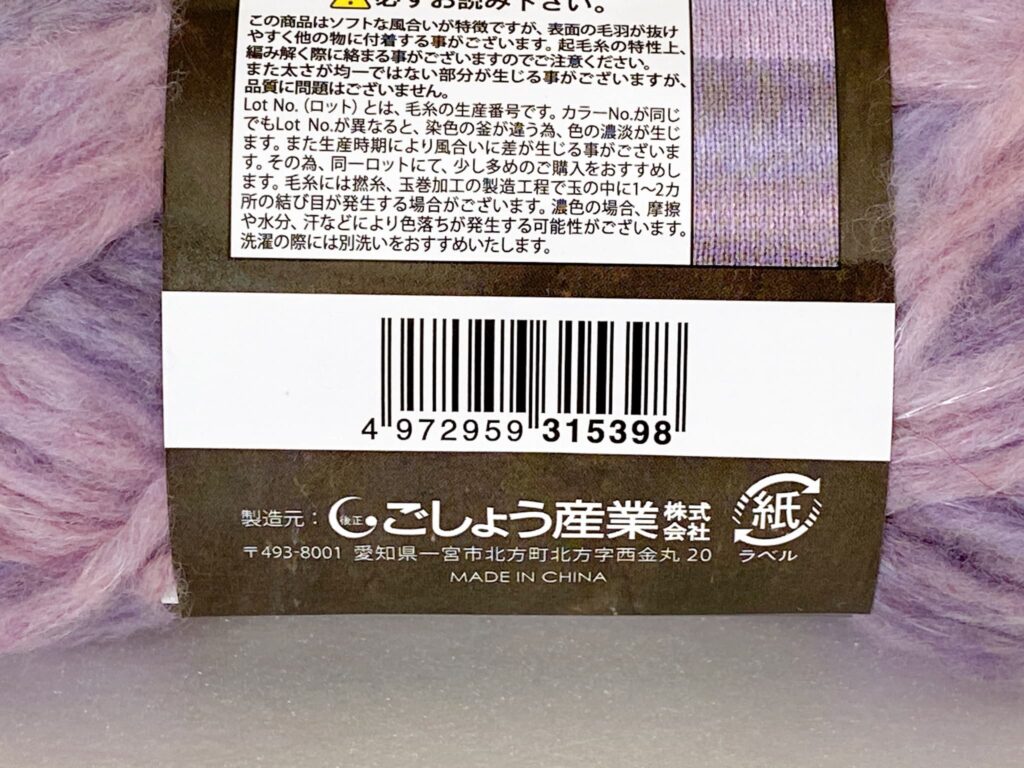 必ずお読み下さい。
この商品はソフトな風合いが特徴ですが、表面の毛羽が抜け
やすく他の物に付着する事がございます。起毛糸の特性上、
編み解く際に絡まる事がございますのでご注意ください。
また太さが均一ではない部分が生じる事がございますが、
品質に問題はございません。
Lot No.（ロット）とは、毛糸の生産番号です。カラーNo.が同じ
でもLot No.が異なると、染色の釜が違う為、色の濃淡が生じ
ます。また生産時期により風合いに差が生じる事がございま
す。その為、同一ロットにて、少し多めのご購入をおすすめし
ます。毛糸には撚糸、玉巻加工の製造工程で玉の中に1〜2カ
所の結び目が発生する場合がございます。濃色の場合、摩擦
や水分、汗などにより色落ちが発生する可能性がございます。
洗濯の際には別洗いをおすすめいたします。
4 972959 315398
製造元：後正 ごしょう産業株式会社
紙
ラベル
〒493-8001 愛知県一宮市北方町北方字西金丸 20
MADE IN CHINA